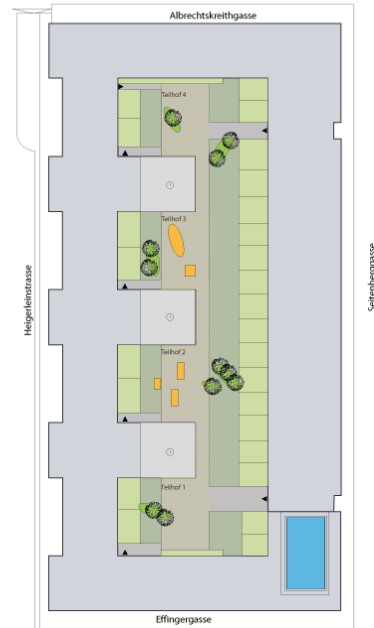 Albrechtskreithgasse
Teilhof 4
Teilhof 3
Heigerleinstrasse
Seitenberggasse
Teilhof 2
Teilhof 1
Effingergasse